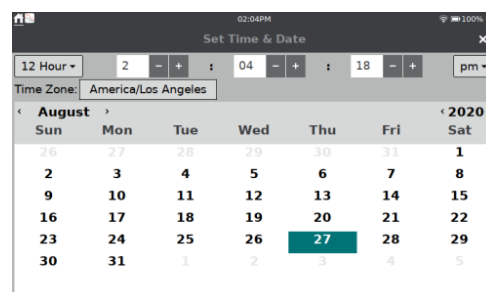 02:04PM 100%
Set Time & Date ×
12 Hour 2 - + : 04 - + : 18 - + pm
Time Zone: America/Los Angeles
‹ August › ‹ 2020
Sun Mon Tue Wed Thu Fri Sat
26 27 28 29 30 31 1
2 3 4 5 6 7 8
9 10 11 12 13 14 15
16 17 18 19 20 21 22
23 24 25 26 27 28 29
30 31 1 2 3 4 5